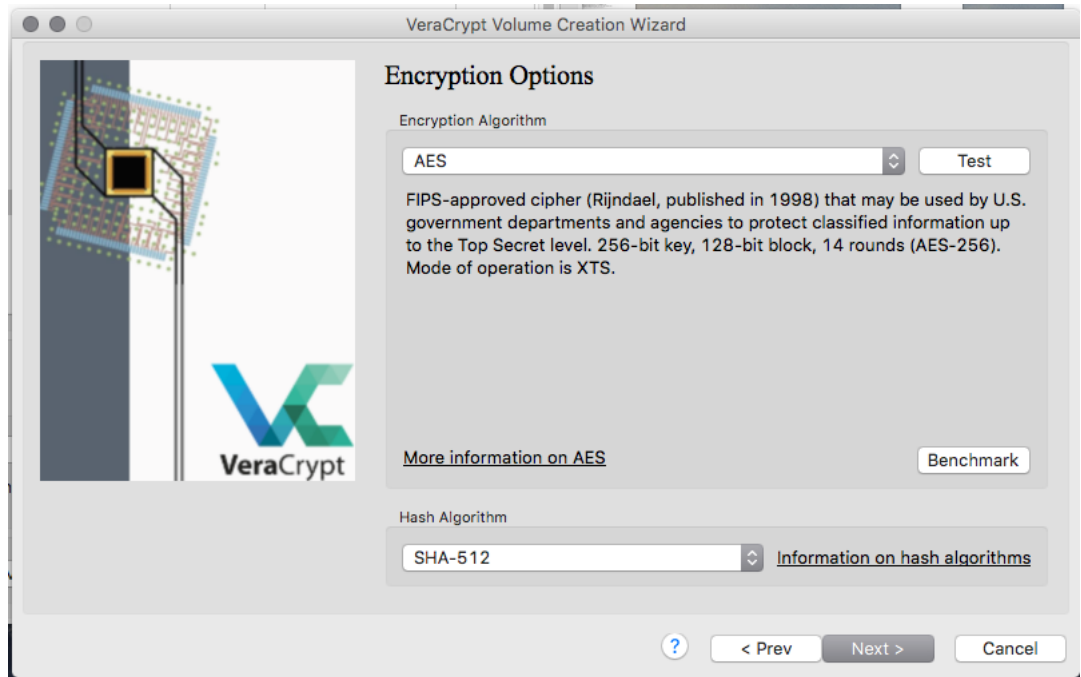 VeraCrypt Volume Creation Wizard
Encryption Options
Encryption Algorithm
AES
Test
FIPS-approved cipher (Rijndael, published in 1998) that may be used by U.S.
government departments and agencies to protect classified information up
to the Top Secret level. 256-bit key, 128-bit block, 14 rounds (AES-256).
Mode of operation is XTS.
VeraCrypt
More information on AES
Benchmark
Hash Algorithm
SHA-512
Information on hash algorithms
?
< Prev
Next >
Cancel